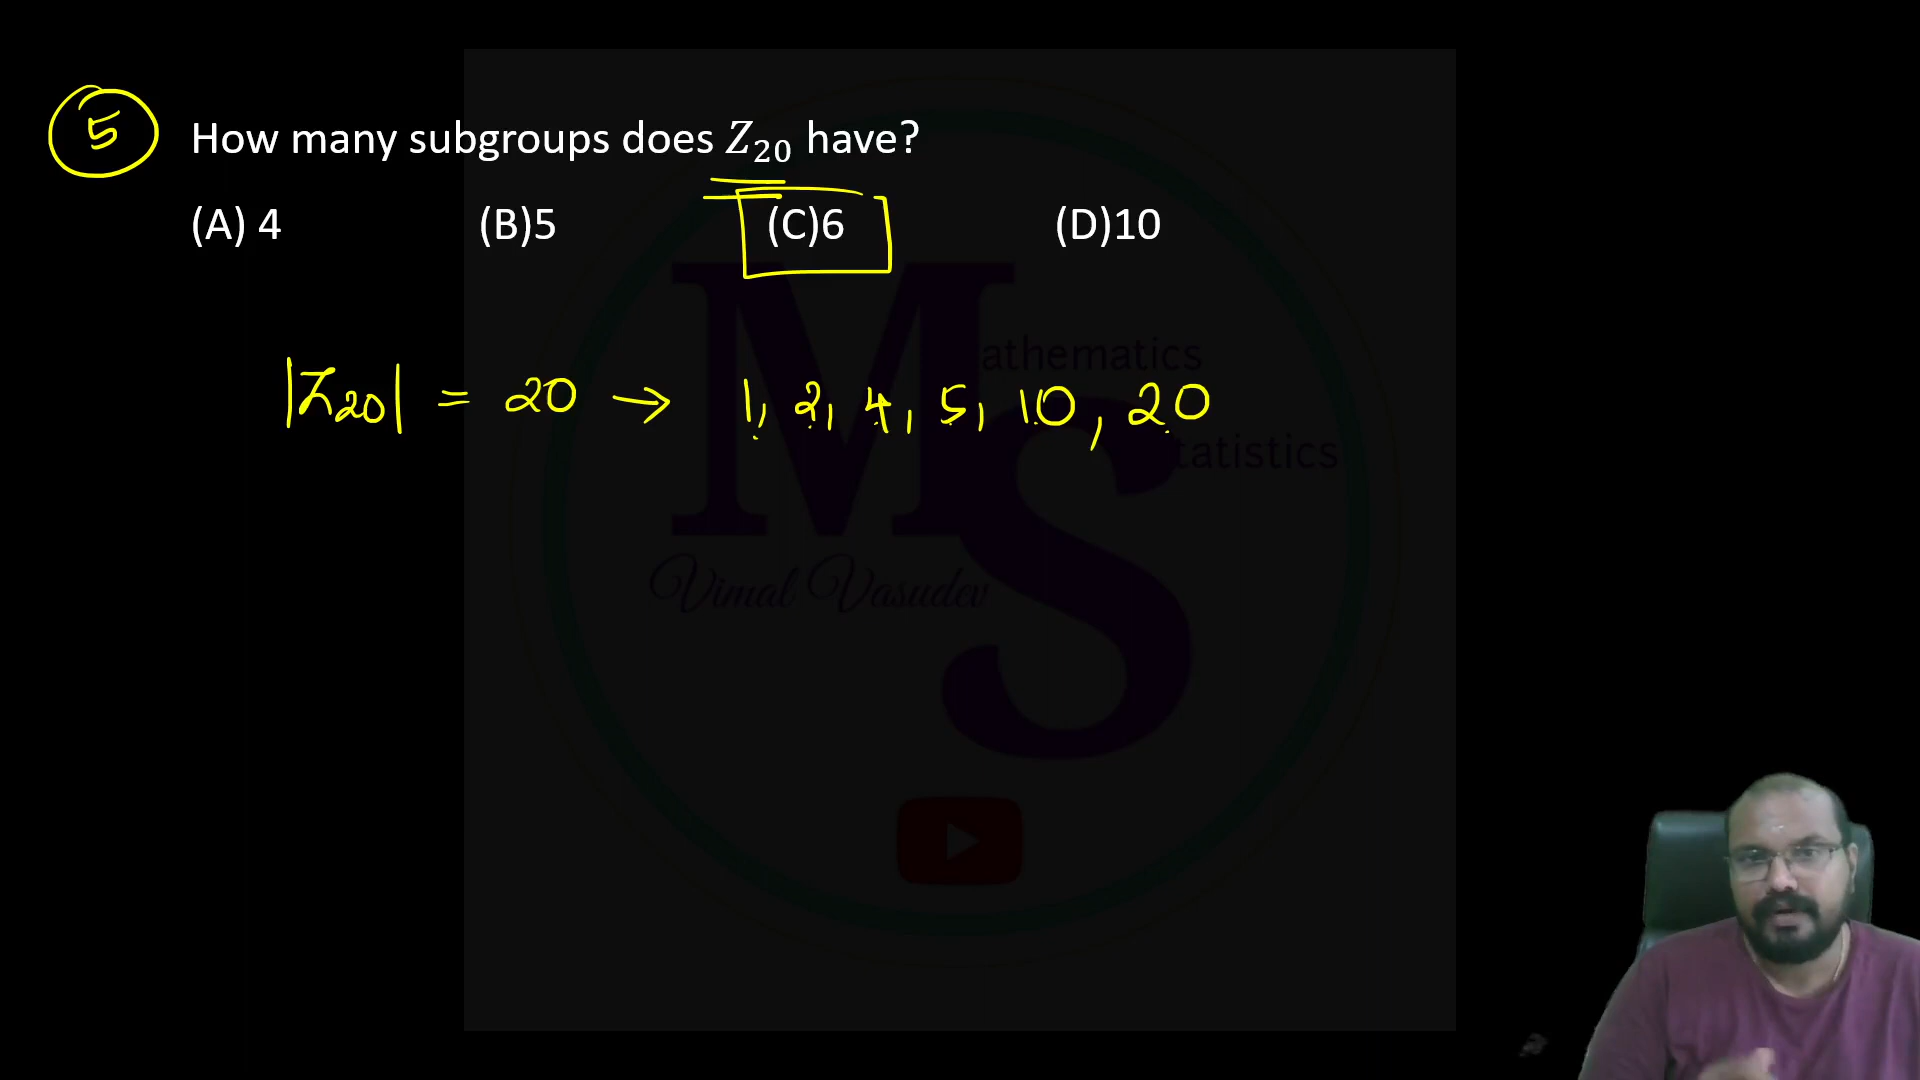 5
How many subgroups does Z₂₀ have?
(A) 4 (B)5 (C)6 (D)10
|Z₂₀| = 20 → 1, 2, 4, 5, 10, 20
M
athematics
S
tatistics
Vimal Vasudev